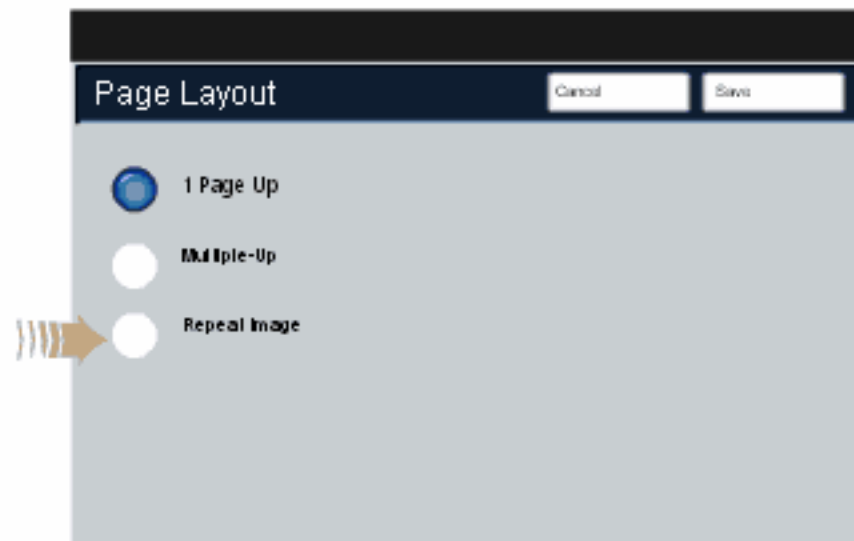 Page Layout
Cancel
Save
1 Page Up
Multiple-Up
Repeat Image